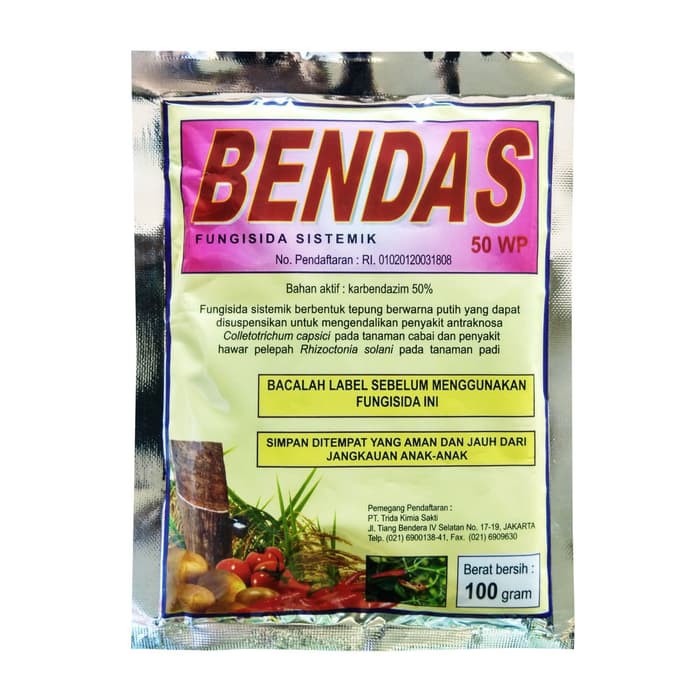 BENDAS
FUNGISIDA SISTEMIK
50 WP
No. Pendaftaran : RI. 01020120031808
Bahan aktif : karbendazim 50%
Fungisida sistemik berbentuk tepung berwarna putih yang dapat
disuspensikan untuk mengendalikan penyakit antraknosa
Colletotrichum capsici pada tanaman cabai dan penyakit
hawar pelepah Rhizoctonia solani pada tanaman padi
BACALAH LABEL SEBELUM MENGGUNAKAN
FUNGISIDA INI
SIMPAN DITEMPAT YANG AMAN DAN JAUH DARI
JANGKAUAN ANAK-ANAK
Pemegang Pendaftaran :
PT. Trida Kimia Sakti
Jl. Tiang Bendera IV Selatan No. 17-19, JAKARTA
Telp. (021) 6900138-41, Fax. (021) 6909630
Berat bersih :
100 gram